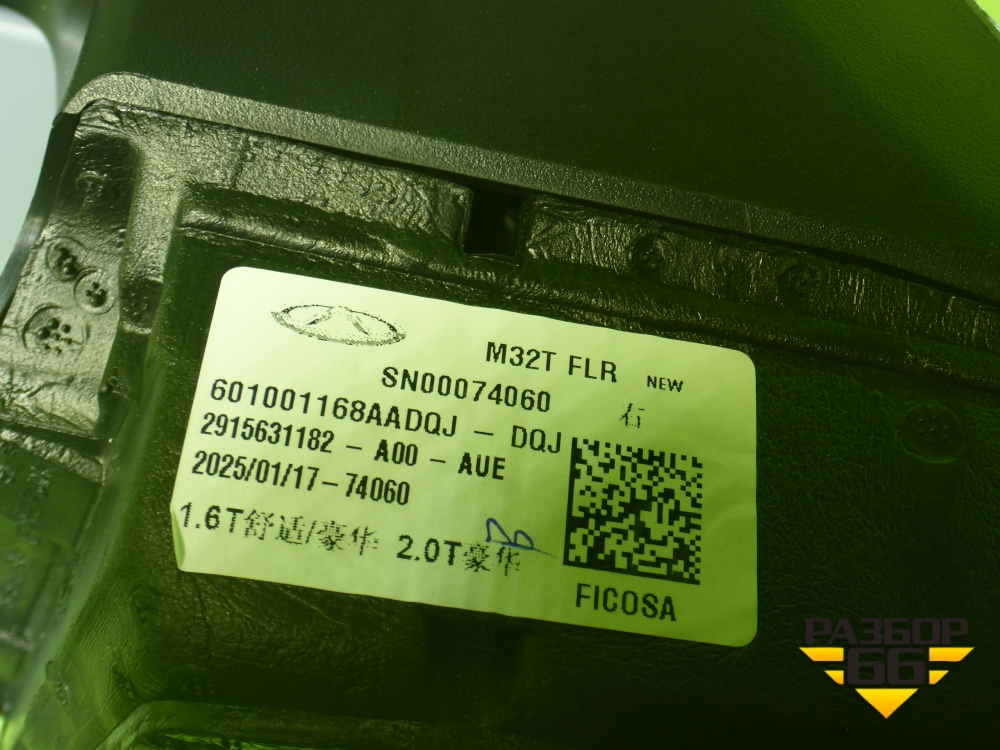 M32T FLR NEW
SN00074060
石
601001168AADQJ - DQJ
2915631182 - A00 - AUE
2025/01/17-74060
1.6T舒适/豪华 2.0T豪华
FICOSA
РАЗБОР
66